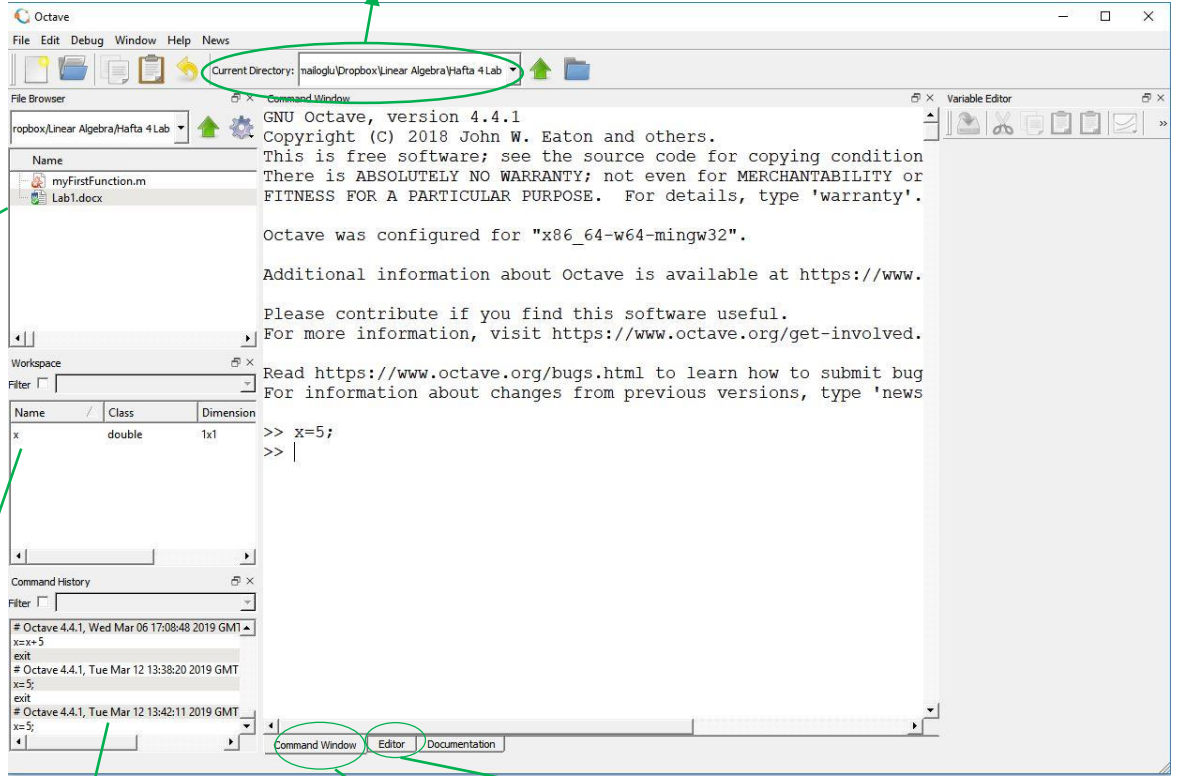 Octave
File Edit Debug Window Help News
Current Directory: mailoglu\Dropbox\Linear Algebra\Hafta 4 Lab
File Browser
ropbox/Linear Algebra/Hafta 4 Lab
Name
myFirstFunction.m
Lab1.docx
Workspace
Filter
Name / Class Dimension
x double 1x1
Command History
Filter
# Octave 4.4.1, Wed Mar 06 17:08:48 2019 GMT
x=x+5
exit
# Octave 4.4.1, Tue Mar 12 13:38:20 2019 GMT
x=5;
exit
# Octave 4.4.1, Tue Mar 12 13:42:11 2019 GMT
x=5;
Command Window
GNU Octave, version 4.4.1
Copyright (C) 2018 John W. Eaton and others.
This is free software; see the source code for copying condition
There is ABSOLUTELY NO WARRANTY; not even for MERCHANTABILITY or
FITNESS FOR A PARTICULAR PURPOSE. For details, type 'warranty'.
Octave was configured for "x86_64-w64-mingw32".
Additional information about Octave is available at https://www.
Please contribute if you find this software useful.
For more information, visit https://www.octave.org/get-involved.
Read https://www.octave.org/bugs.html to learn how to submit bug
For information about changes from previous versions, type 'news
>> x=5;
>>
Command Window Editor Documentation
Variable Editor
»